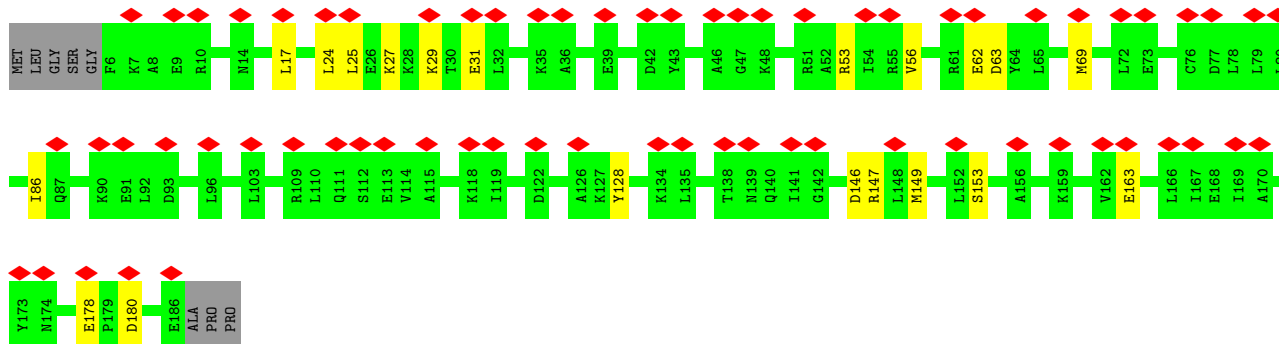 MET LEU GLY SER GLY F6 K7 A8 E9 R10 N14 L17 L24 L25 E26 K27 K28 K29 T30 E31 L32 K35 A36 E39 D42 Y43 A46 G47 K48 R51 A52 R53 I54 R55 V56 R61 E62 D63 Y64 L65 M69 L72 E73 C76 D77 L78 L79
I86 Q87 K90 E91 L92 D93 L96 L103 R109 L110 Q111 S112 E113 V114 A115 K118 I119 D122 A126 K127 Y128 K134 L135 T138 N139 Q140 I141 G142 D146 R147 L148 M149 L152 S153 A156 K159 V162 E163 L166 I167 E168 I169 A170
Y173 N174 E178 P179 D180 E186 ALA PRO PRO